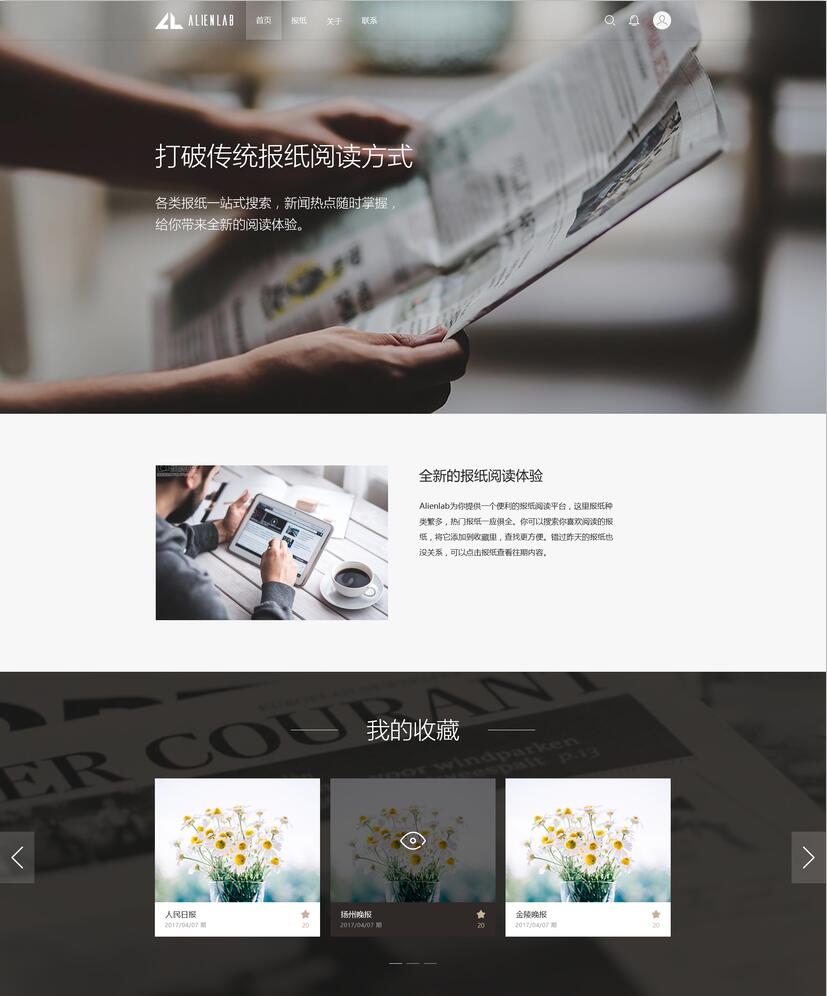 ALIENLAB 首页 报纸 关于 联系
打破传统报纸阅读方式
各类报纸一站式搜索，新闻热点随时掌握，
给你带来全新的阅读体验。
全新的报纸阅读体验
Alienlab为你提供一个便利的报纸阅读平台，这里报纸种
类繁多，热门报纸一应俱全。你可以搜索你喜欢阅读的报
纸，将它添加到收藏里，查找更方便。错过昨天的报纸也
没关系，可以点击报纸查看往期内容。
ER COURANT
voor windparken
p.13
我的收藏
人民日报
2017/04/07 期
20
扬州晚报
2017/04/07 期
20
金陵晚报
2017/04/07 期
20